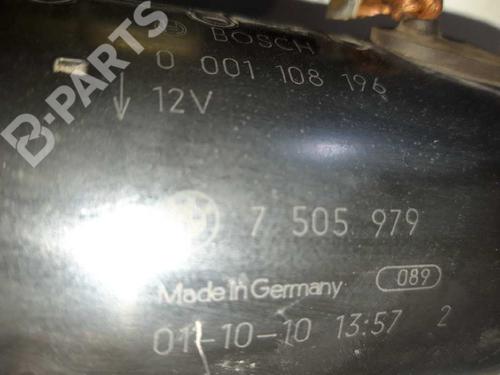 BOSCH
0 001 108 196
12V
7 505 979
Made in Germany
089
011-10-10 13:57 2
B-PARTS